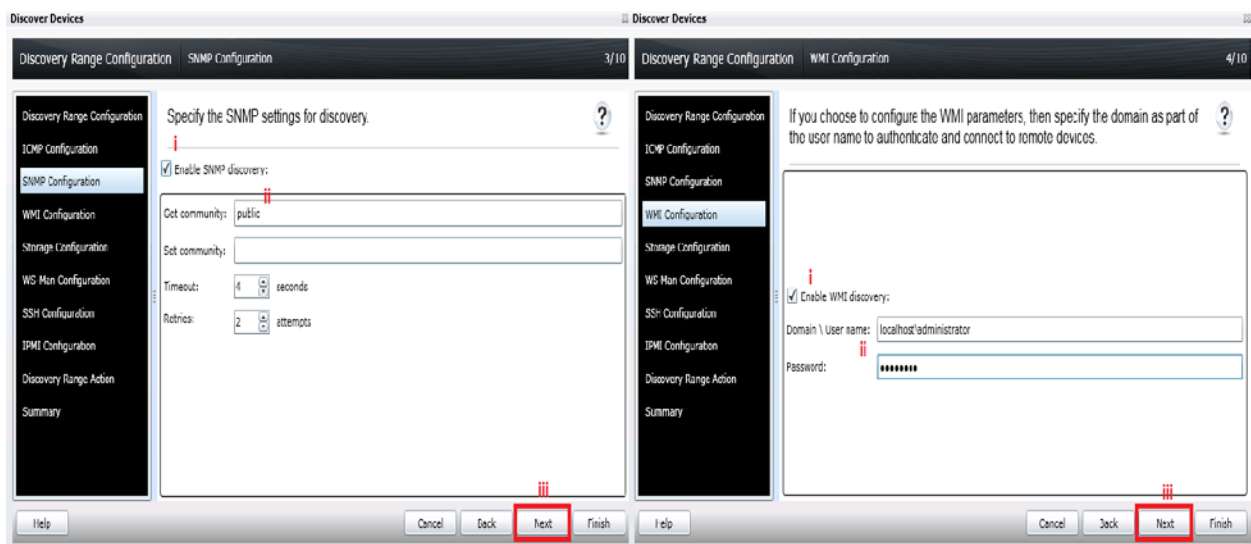 Discover Devices
Discovery Range Configuration SNMP Configuration 3/10
Discovery Range Configuration
ICMP Configuration
SNMP Configuration
WMI Configuration
Storage Configuration
WS Man Configuration
SSH Configuration
IPMI Configuration
Discovery Range Action
Summary
Specify the SNMP settings for discovery.
?
i
Enable SNMP discovery:
ii
Get community: public
Set community:
Timeout: 4 seconds
Retries: 2 attempts
iii
Help Cancel Back Next Finish
Discover Devices
Discovery Range Configuration WMI Configuration 4/10
Discovery Range Configuration
ICMP Configuration
SNMP Configuration
WMI Configuration
Storage Configuration
WS Man Configuration
SSH Configuration
IPMI Configuration
Discovery Range Action
Summary
If you choose to configure the WMI parameters, then specify the domain as part of
the user name to authenticate and connect to remote devices.
?
i
Enable WMI discovery:
Domain \ User name: localhost\administrator
ii
Password: ••••••••
iii
Help Cancel Back Next Finish